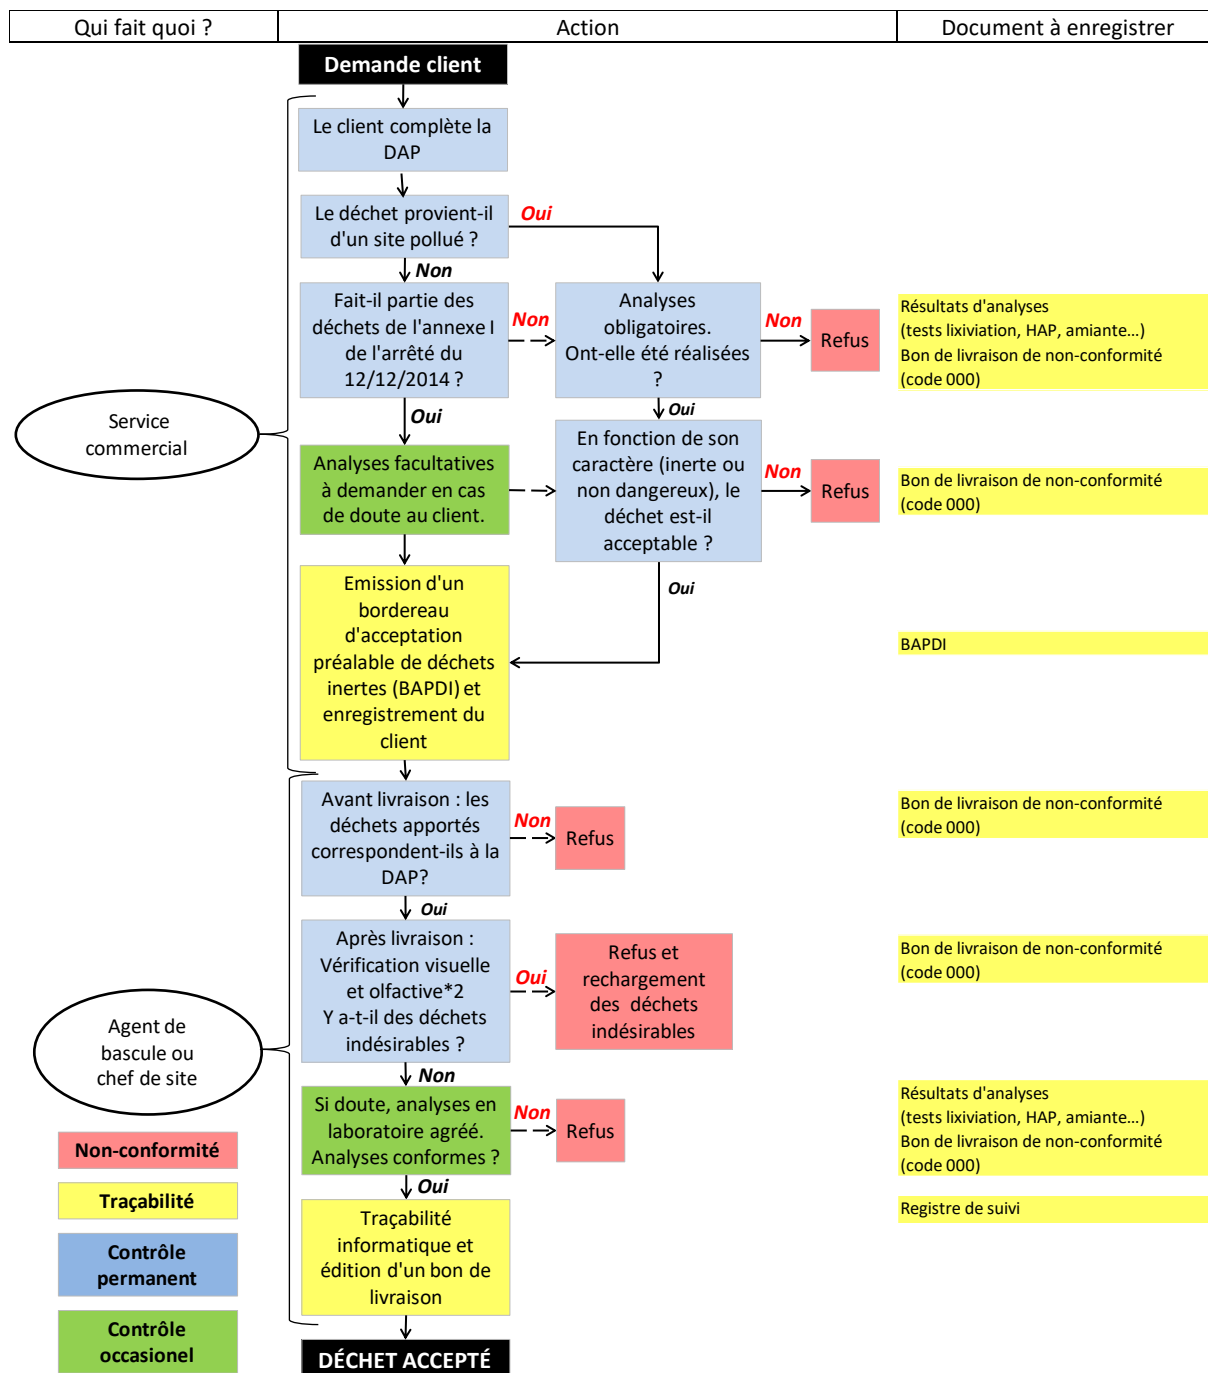 Qui fait quoi ?
Action
Document à enregistrer
Demande client
Le client complète la
DAP
Le déchet provient-il
d'un site pollué ?
Oui
Non
Fait-il partie des
déchets de l'annexe I
de l'arrêté du
12/12/2014 ?
Non
Analyses
obligatoires.
Ont-elle été réalisées
?
Non
Refus
Résultats d'analyses
(tests lixiviation, HAP, amiante...)
Bon de livraison de non-conformité
(code 000)
Oui
Oui
Service
commercial
Analyses facultatives
à demander en cas
de doute au client.
En fonction de son
caractère (inerte ou
non dangereux), le
déchet est-il
acceptable ?
Non
Refus
Bon de livraison de non-conformité
(code 000)
Oui
Emission d'un
bordereau
d'acceptation
préalable de déchets
inertes (BAPDI) et
enregistrement du
client
BAPDI
Avant livraison : les
déchets apportés
correspondent-ils à la
DAP?
Non
Refus
Bon de livraison de non-conformité
(code 000)
Oui
Après livraison :
Vérification visuelle
et olfactive*2
Y a-t-il des déchets
indésirables ?
Oui
Refus et
rechargement
des déchets
indésirables
Bon de livraison de non-conformité
(code 000)
Agent de
bascule ou
chef de site
Non
Si doute, analyses en
laboratoire agréé.
Analyses conformes ?
Non
Refus
Résultats d'analyses
(tests lixiviation, HAP, amiante...)
Bon de livraison de non-conformité
(code 000)
Oui
Traçabilité
informatique et
édition d'un bon de
livraison
Registre de suivi
DÉCHET ACCEPTÉ
Non-conformité
Traçabilité
Contrôle
permanent
Contrôle
occasionel